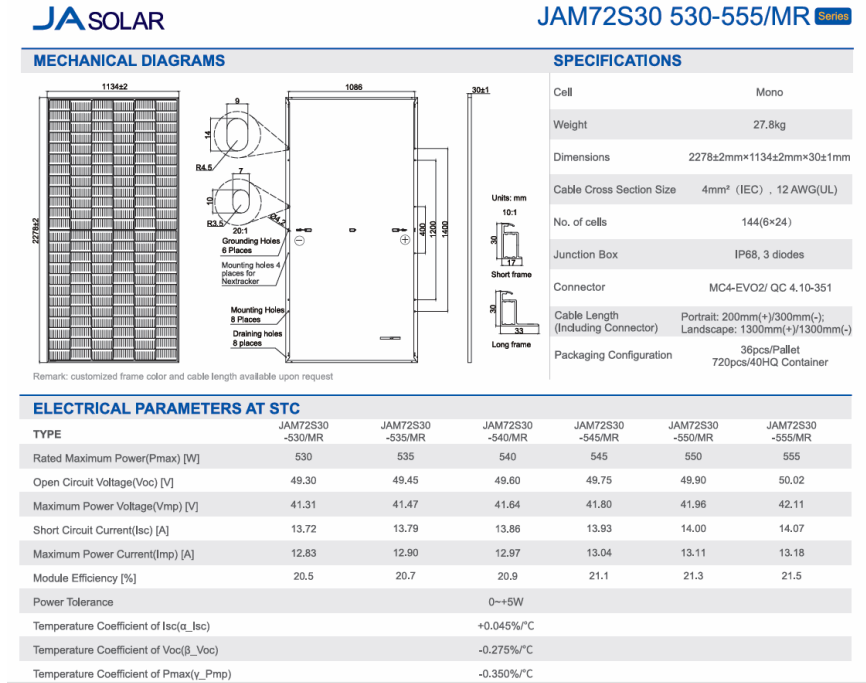 JA SOLAR
JAM72S30 530-555/MR Series
MECHANICAL DIAGRAMS
1134±2
2278±2
9
14
R4.5
7
10
R3.5
20:1
Ø4.2
Grounding Holes
6 Places
Mounting holes 4
places for
Nextracker
Mounting Holes
8 Places
Draining holes
8 places
1086
400
1200
1400
30±1
Units: mm
10:1
30
17
Short frame
30
33
Long frame
Remark: customized frame color and cable length available upon request
SPECIFICATIONS
Cell Mono
Weight 27.8kg
Dimensions 2278±2mm×1134±2mm×30±1mm
Cable Cross Section Size 4mm² (IEC) , 12 AWG(UL)
No. of cells 144(6×24)
Junction Box IP68, 3 diodes
Connector MC4-EVO2/ QC 4.10-351
Cable Length Portrait: 200mm(+)/300mm(-);
(Including Connector) Landscape: 1300mm(+)/1300mm(-)
Packaging Configuration 36pcs/Pallet
720pcs/40HQ Container
ELECTRICAL PARAMETERS AT STC
TYPE JAM72S30 JAM72S30 JAM72S30 JAM72S30 JAM72S30 JAM72S30
-530/MR -535/MR -540/MR -545/MR -550/MR -555/MR
Rated Maximum Power(Pmax) [W] 530 535 540 545 550 555
Open Circuit Voltage(Voc) [V] 49.30 49.45 49.60 49.75 49.90 50.02
Maximum Power Voltage(Vmp) [V] 41.31 41.47 41.64 41.80 41.96 42.11
Short Circuit Current(Isc) [A] 13.72 13.79 13.86 13.93 14.00 14.07
Maximum Power Current(Imp) [A] 12.83 12.90 12.97 13.04 13.11 13.18
Module Efficiency [%] 20.5 20.7 20.9 21.1 21.3 21.5
Power Tolerance 0~+5W
Temperature Coefficient of Isc(α_Isc) +0.045%/°C
Temperature Coefficient of Voc(β_Voc) -0.275%/°C
Temperature Coefficient of Pmax(γ_Pmp) -0.350%/°C